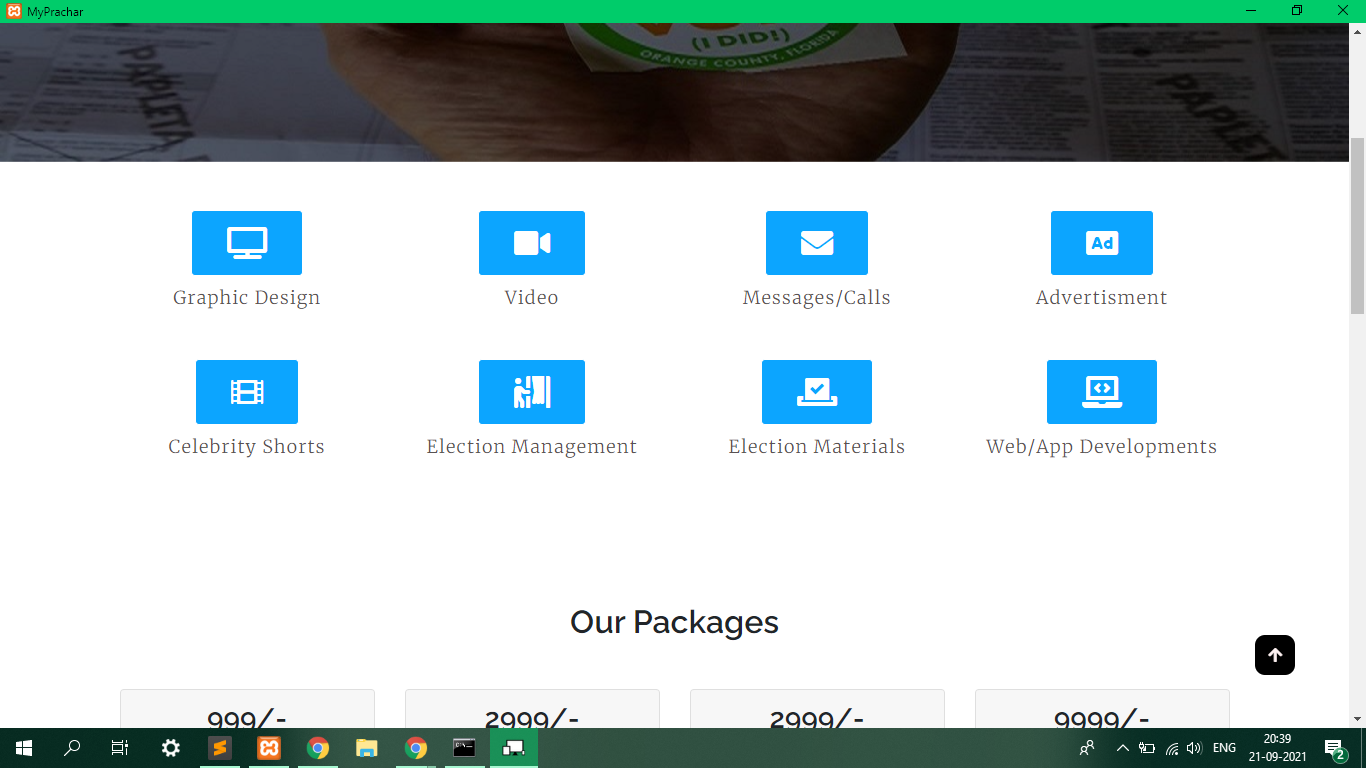 MyPrachar
(I DID!)
ORANGE COUNTY, FLORIDA
PAPLETA
PAPLET
Ad
Graphic Design
Video
Messages/Calls
Advertisment
Celebrity Shorts
Election Management
Election Materials
Web/App Developments
Our Packages
999/-
2999/-
2999/-
9999/-
ENG
20:39
21-09-2021
2